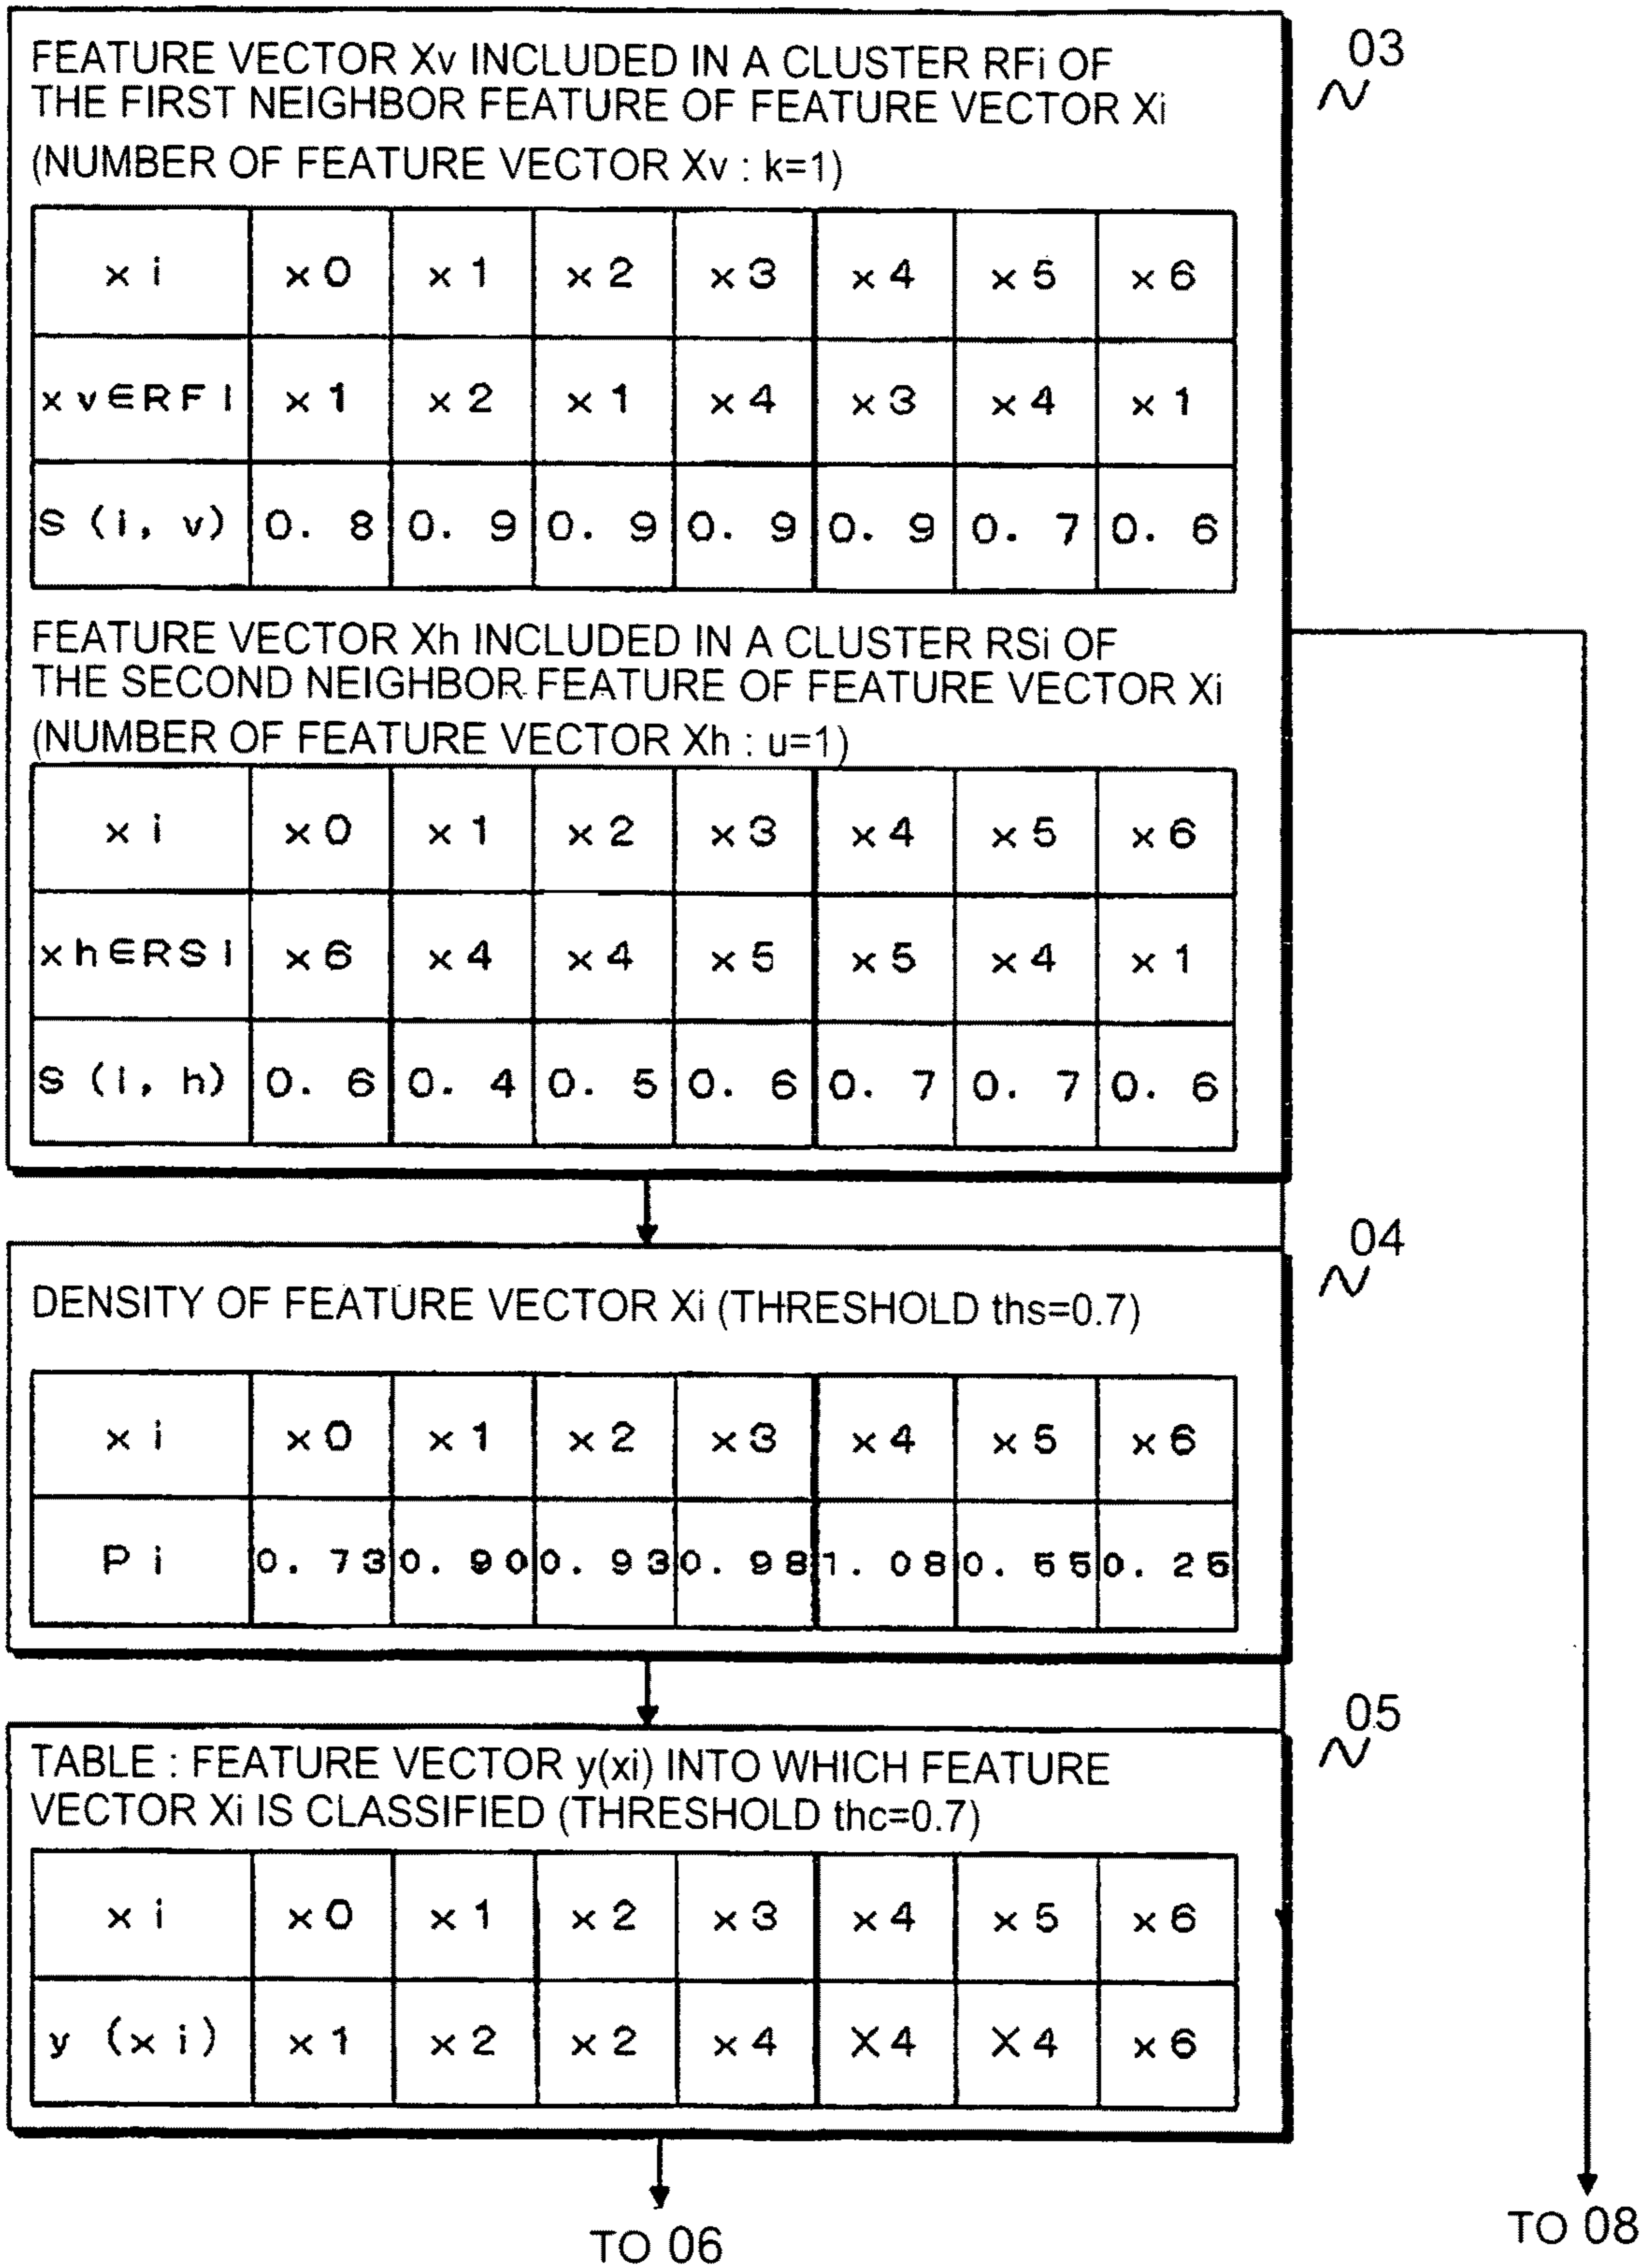 03
FEATURE VECTOR Xv INCLUDED IN A CLUSTER RFi OF
THE FIRST NEIGHBOR FEATURE OF FEATURE VECTOR Xi
(NUMBER OF FEATURE VECTOR Xv : k=1)
x i x 0 x 1 x 2 x 3 x 4 x 5 x 6
x v∈RF i x 1 x 2 x 1 x 4 x 3 x 4 x 1
S (i, v) 0. 8 0. 9 0. 9 0. 9 0. 9 0. 7 0. 6
FEATURE VECTOR Xh INCLUDED IN A CLUSTER RSi OF
THE SECOND NEIGHBOR FEATURE OF FEATURE VECTOR Xi
(NUMBER OF FEATURE VECTOR Xh : u=1)
x i x 0 x 1 x 2 x 3 x 4 x 5 x 6
x h∈RS i x 6 x 4 x 4 x 5 x 5 x 4 x 1
S (i, h) 0. 6 0. 4 0. 5 0. 6 0. 7 0. 7 0. 6
04
DENSITY OF FEATURE VECTOR Xi (THRESHOLD ths=0.7)
x i x 0 x 1 x 2 x 3 x 4 x 5 x 6
P i 0. 73 0. 90 0. 93 0. 98 1. 08 0. 55 0. 25
05
TABLE : FEATURE VECTOR y(xi) INTO WHICH FEATURE
VECTOR Xi IS CLASSIFIED (THRESHOLD thc=0.7)
x i x 0 x 1 x 2 x 3 x 4 x 5 x 6
y (x i) x 1 x 2 x 2 x 4 X 4 X 4 x 6
TO 06
TO 08